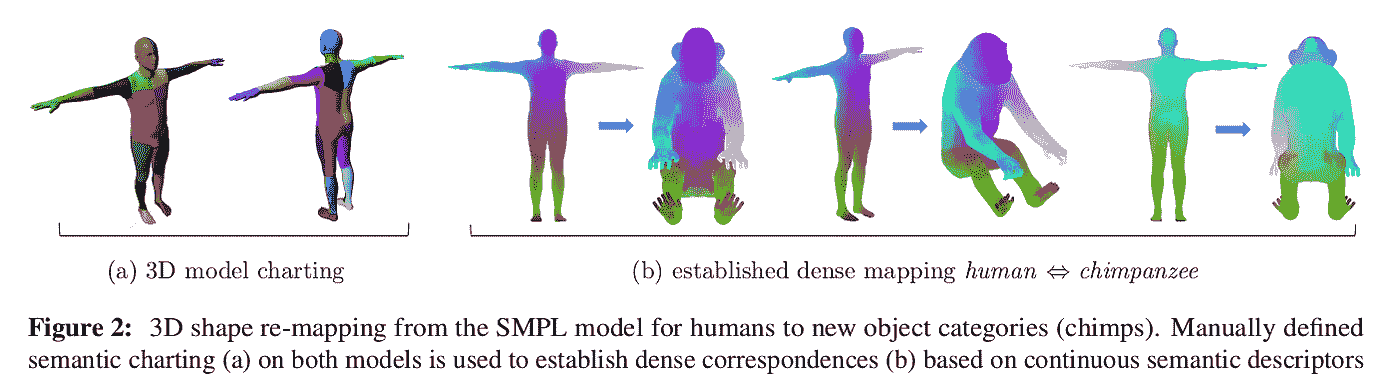 (a) 3D model charting
(b) established dense mapping human ⇔ chimpanzee
Figure 2: 3D shape re-mapping from the SMPL model for humans to new object categories (chimps). Manually defined
semantic charting (a) on both models is used to establish dense correspondences (b) based on continuous semantic descriptors